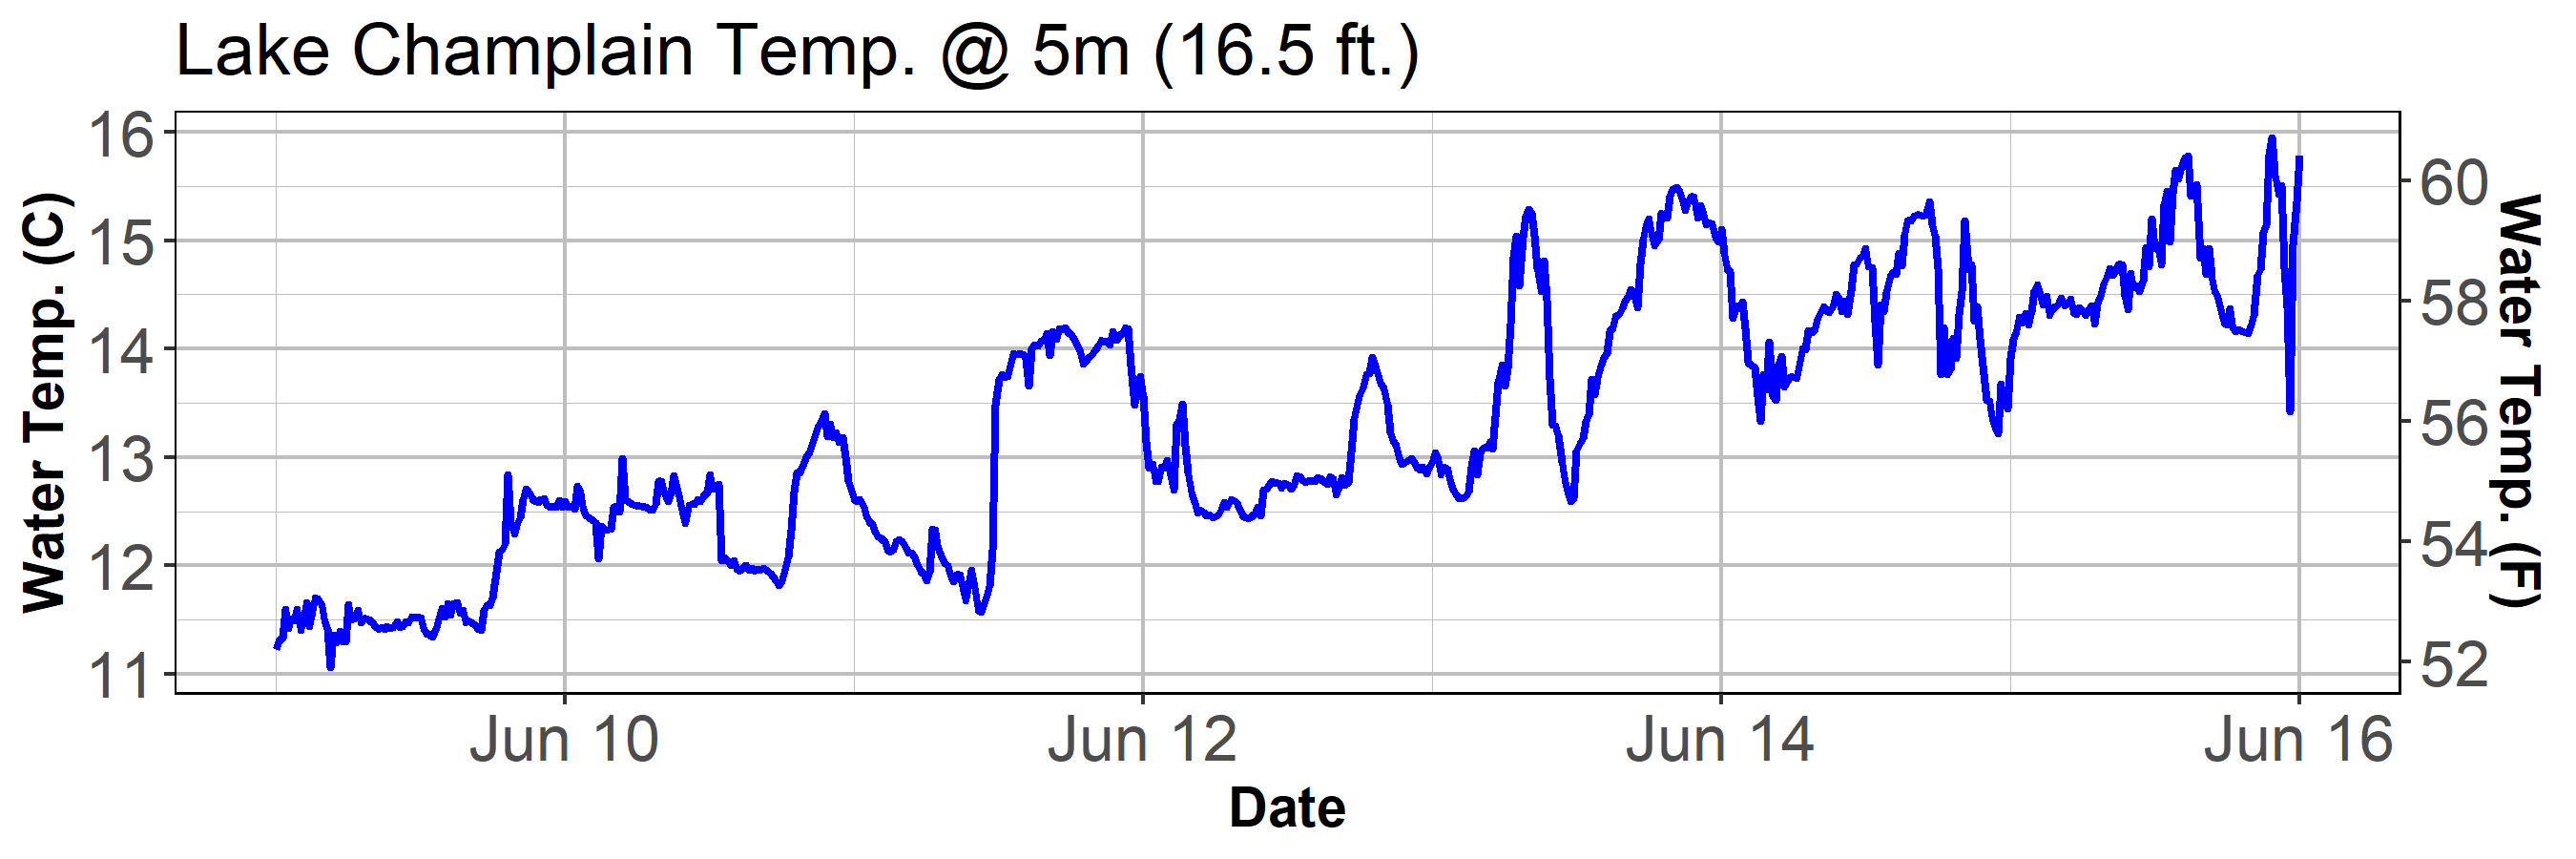 Lake Champlain Temp. @ 5m (16.5 ft.)
Water Temp. (C)
16
15
14
13
12
11
60
58
56
54
52
Water Temp. (F)
Jun 10
Jun 12
Jun 14
Jun 16
Date